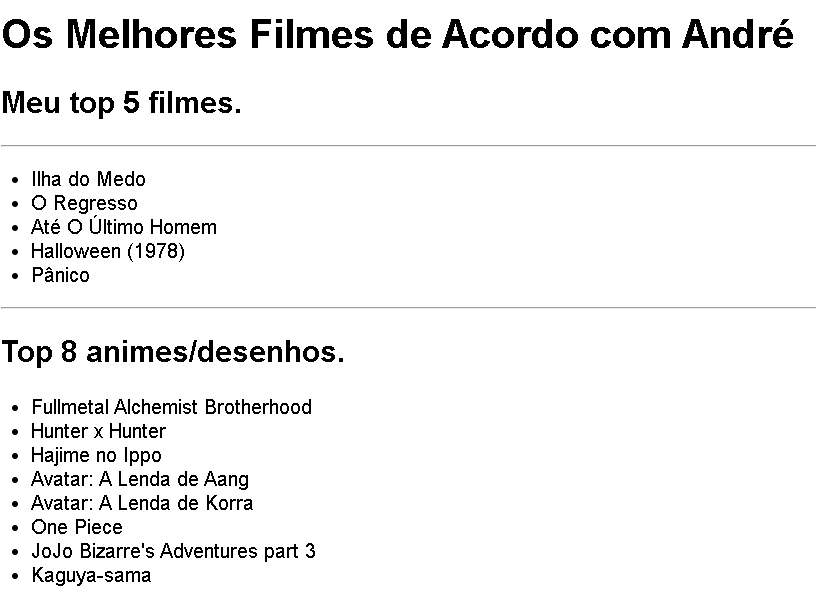 Os Melhores Filmes de Acordo com André
Meu top 5 filmes.
Ilha do Medo
O Regresso
Até O Último Homem
Halloween (1978)
Pânico
Top 8 animes/desenhos.
Fullmetal Alchemist Brotherhood
Hunter x Hunter
Hajime no Ippo
Avatar: A Lenda de Aang
Avatar: A Lenda de Korra
One Piece
JoJo Bizarre's Adventures part 3
Kaguya-sama